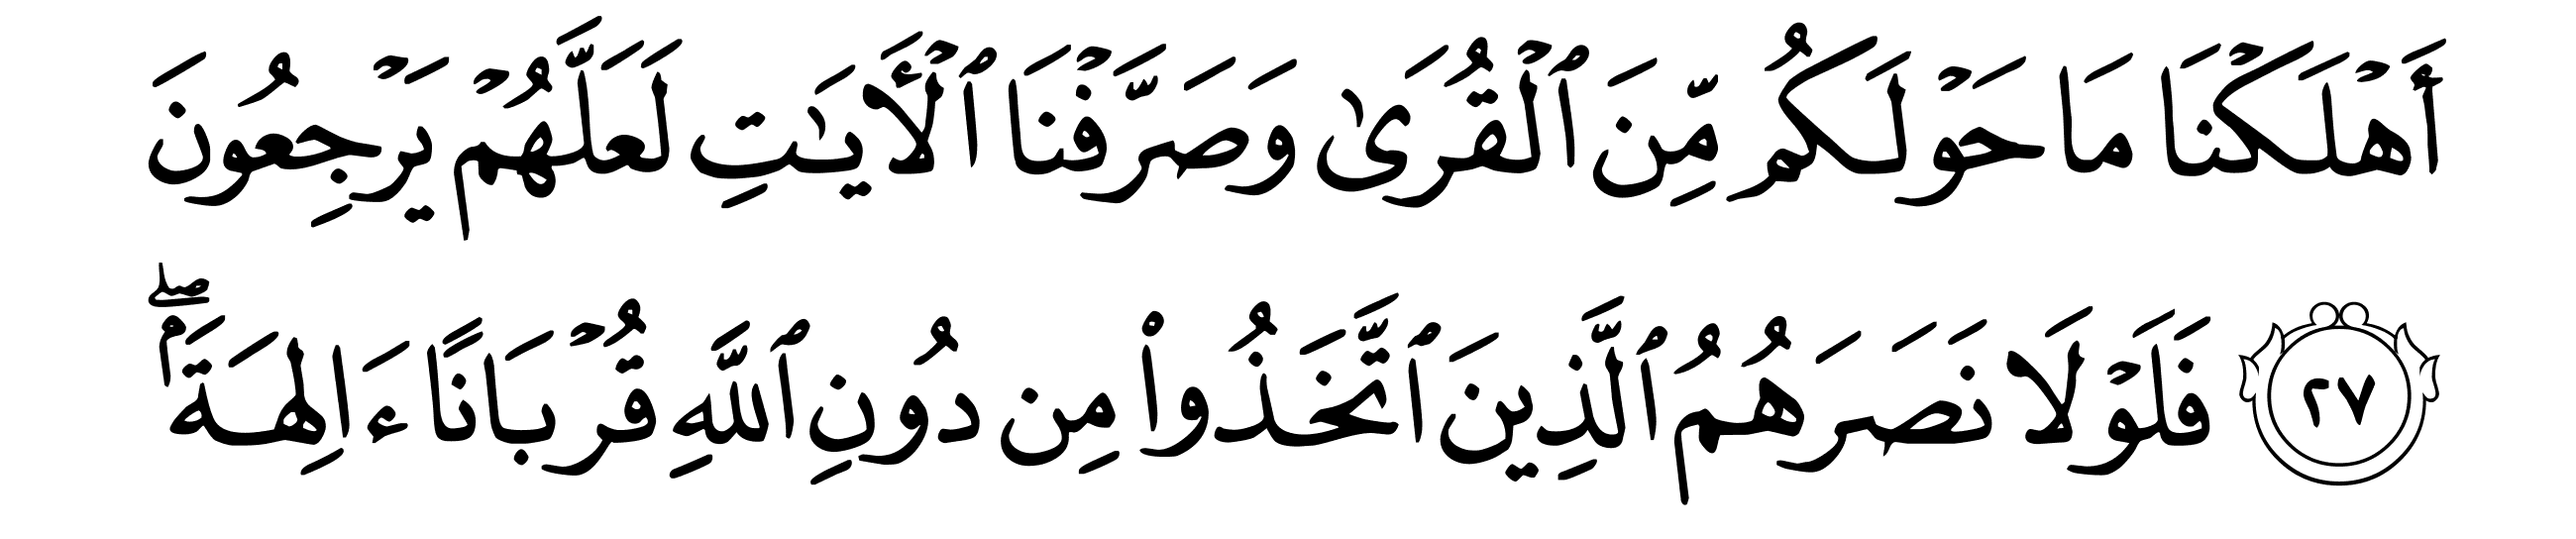 أَهۡلَكۡنَا مَا حَوۡلَكُم مِّنَ ٱلۡقُرَىٰ وَصَرَّفۡنَا ٱلۡأَيَٰتِ لَعَلَّهُمۡ يَرۡجِعُونَ
٢٧ فَلَوۡلَا نَصَرَهُمُ ٱلَّذِينَ ٱتَّخَذُواْ مِن دُونِ ٱللَّهِ قُرۡبَانًا ءَالِهَةَۢۖ